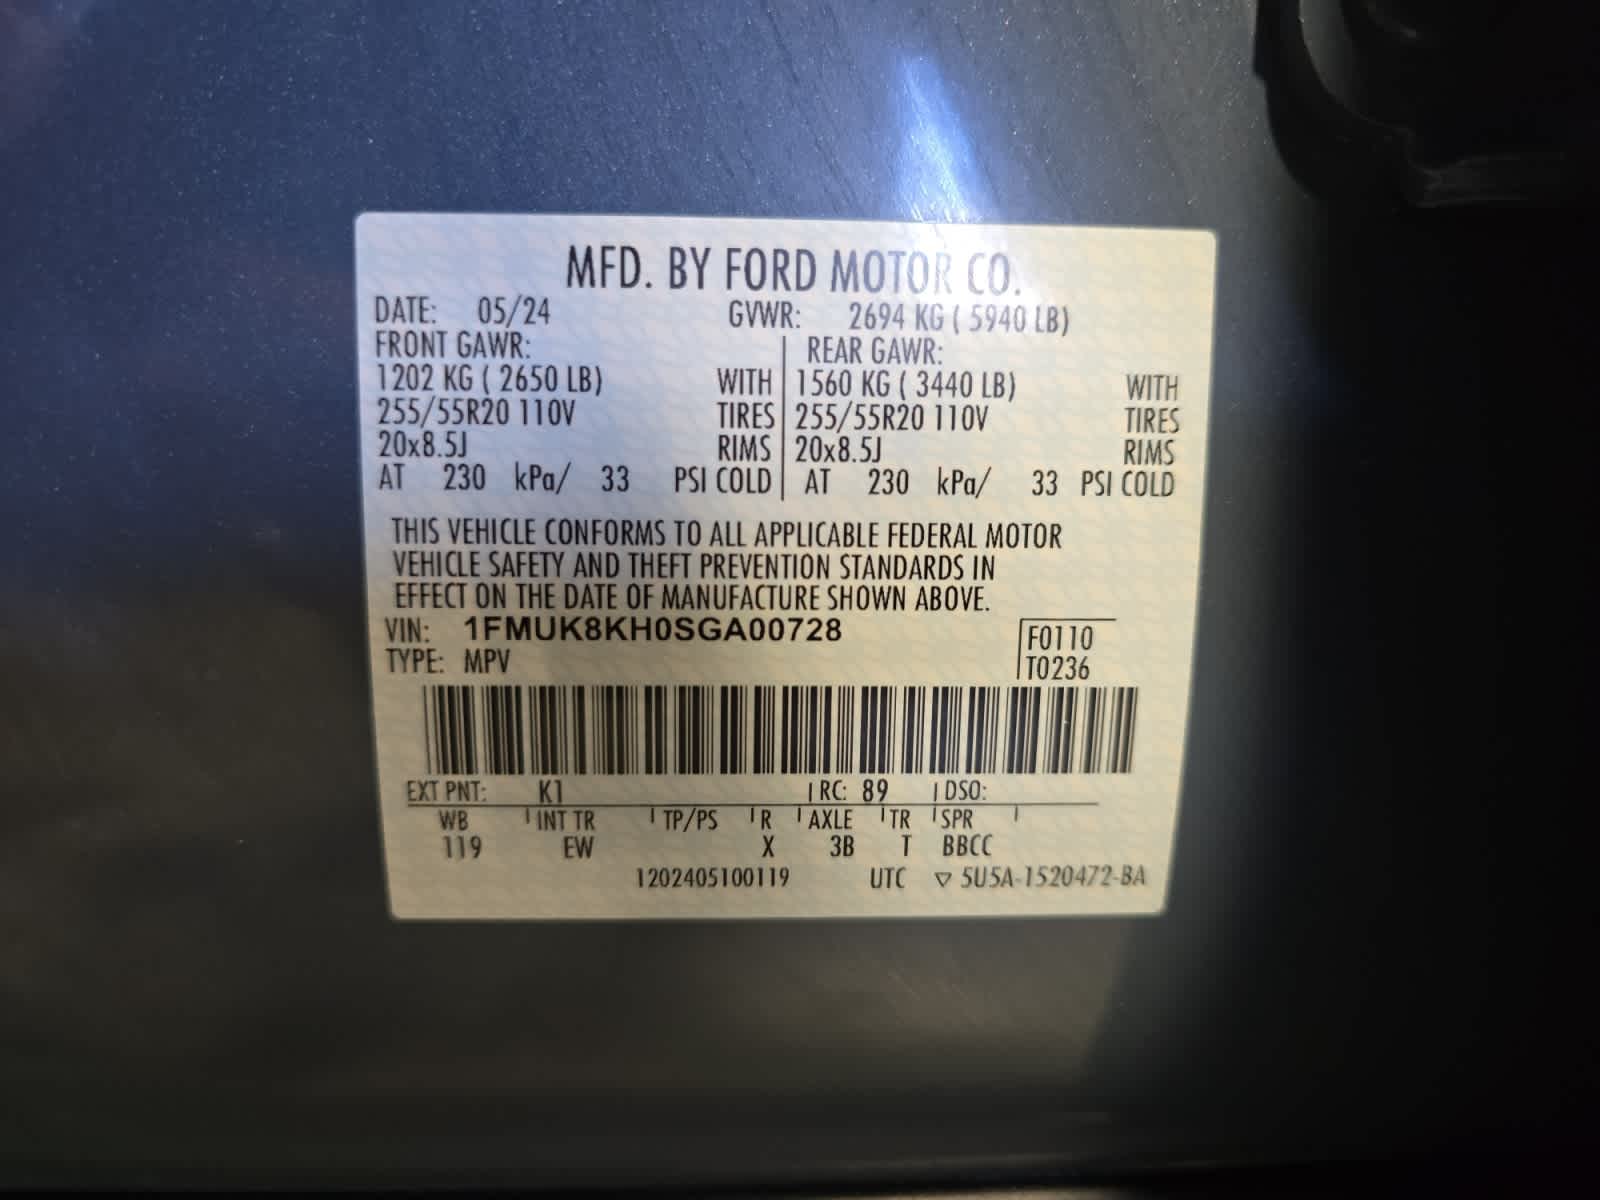 MFD. BY FORD MOTOR CO.
DATE: 05/24 GVWR: 2694 KG ( 5940 LB)
FRONT GAWR: REAR GAWR:
1202 KG ( 2650 LB) WITH 1560 KG ( 3440 LB) WITH
255/55R20 110V TIRES 255/55R20 110V TIRES
20x8.5J RIMS 20x8.5J RIMS
AT 230 kPa/ 33 PSI COLD AT 230 kPa/ 33 PSI COLD
THIS VEHICLE CONFORMS TO ALL APPLICABLE FEDERAL MOTOR
VEHICLE SAFETY AND THEFT PREVENTION STANDARDS IN
EFFECT ON THE DATE OF MANUFACTURE SHOWN ABOVE.
VIN: 1FMUK8KH0SGA00728 F0110
TYPE: MPV T0236
EXT PNT: K1 RC: 89 DSO:
WB INT TR TP/PS R AXLE TR SPR
119 EW X 3B T BBCC
1202405100119 UTC ▽ 5U5A-1520472-BA